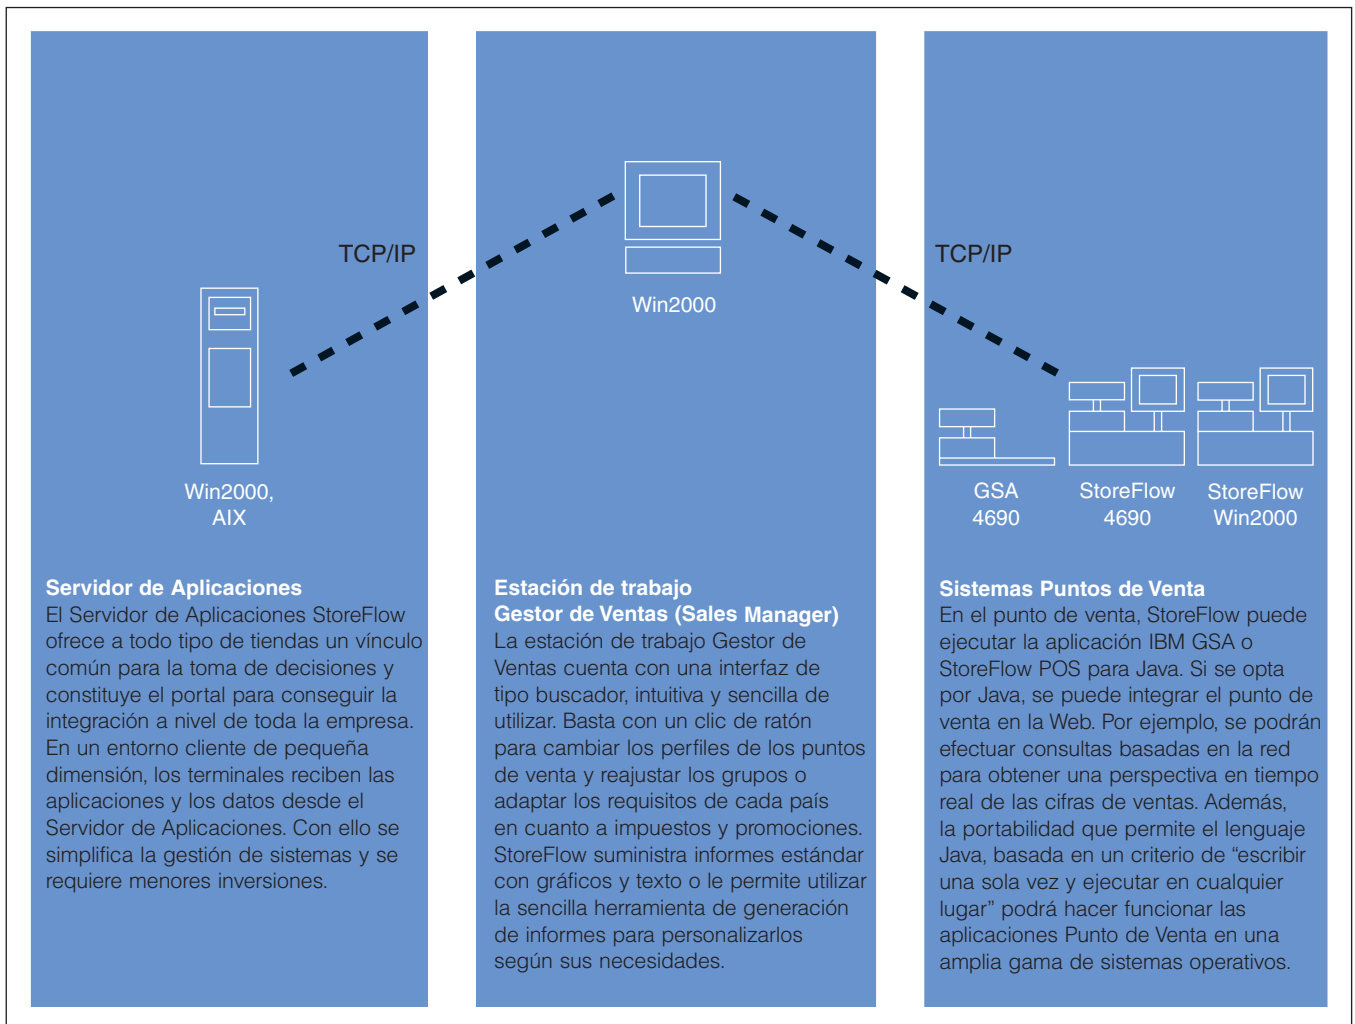 TCP/IP
Win2000,
AIX
Servidor de Aplicaciones
El Servidor de Aplicaciones StoreFlow
ofrece a todo tipo de tiendas un vínculo
común para la toma de decisiones y
constituye el portal para conseguir la
integración a nivel de toda la empresa.
En un entorno cliente de pequeña
dimensión, los terminales reciben las
aplicaciones y los datos desde el
Servidor de Aplicaciones. Con ello se
simplifica la gestión de sistemas y se
requiere menores inversiones.
Win2000
Estación de trabajo
Gestor de Ventas (Sales Manager)
La estación de trabajo Gestor de
Ventas cuenta con una interfaz de
tipo buscador, intuitiva y sencilla de
utilizar. Basta con un clic de ratón
para cambiar los perfiles de los puntos
de venta y reajustar los grupos o
adaptar los requisitos de cada país
en cuanto a impuestos y promociones.
StoreFlow suministra informes estándar
con gráficos y texto o le permite utilizar
la sencilla herramienta de generación
de informes para personalizarlos
según sus necesidades.
TCP/IP
GSA
4690
StoreFlow
4690
StoreFlow
Win2000
Sistemas Puntos de Venta
En el punto de venta, StoreFlow puede
ejecutar la aplicación IBM GSA o
StoreFlow POS para Java. Si se opta
por Java, se puede integrar el punto de
venta en la Web. Por ejemplo, se podrán
efectuar consultas basadas en la red
para obtener una perspectiva en tiempo
real de las cifras de ventas. Además,
la portabilidad que permite el lenguaje
Java, basada en un criterio de “escribir
una sola vez y ejecutar en cualquier
lugar” podrá hacer funcionar las
aplicaciones Punto de Venta en una
amplia gama de sistemas operativos.